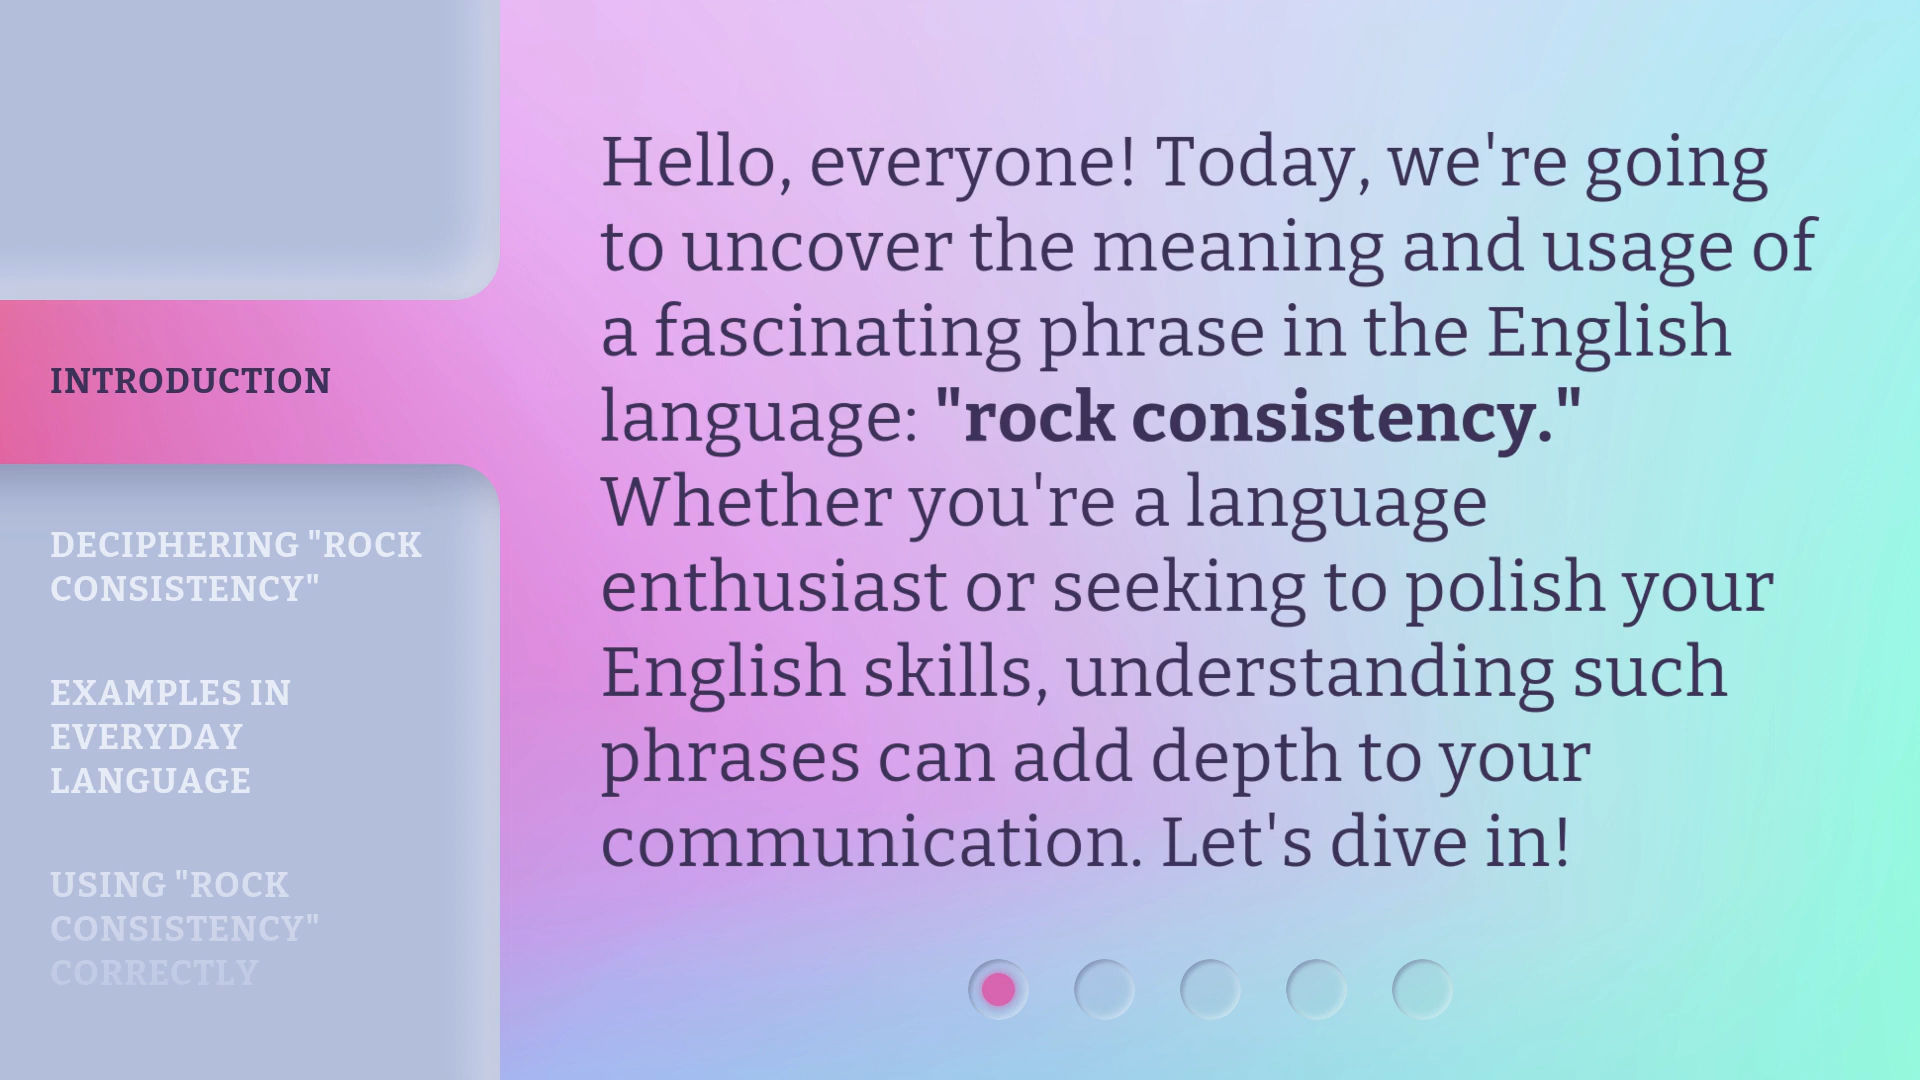 INTRODUCTION
DECIPHERING "ROCK
CONSISTENCY"
EXAMPLES IN
EVERYDAY
LANGUAGE
USING "ROCK
CONSISTENCY"
CORRECTLY
Hello, everyone! Today, we're going
to uncover the meaning and usage of
a fascinating phrase in the English
language: "rock consistency."
Whether you're a language
enthusiast or seeking to polish your
English skills, understanding such
phrases can add depth to your
communication. Let's dive in!